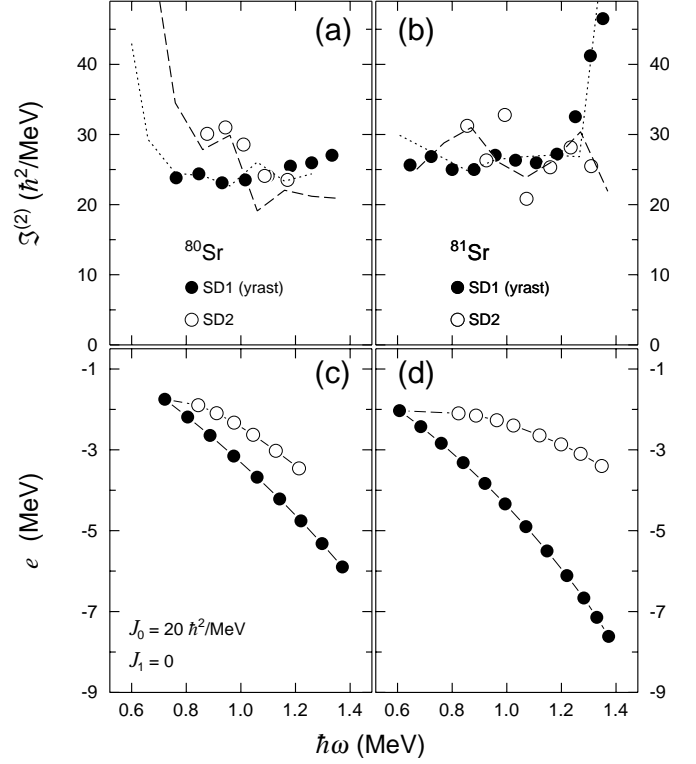 (a)
(b)
ℑ(2) (ℏ2/MeV)
40
30
20
10
0
80Sr
SD1 (yrast)
SD2
81Sr
SD1 (yrast)
SD2
40
30
20
10
0
(c)
(d)
e (MeV)
-1
-3
-5
-7
-9
J0 = 20 ℏ2/MeV
J1 = 0
-1
-3
-5
-7
-9
0.6 0.8 1.0 1.2 1.4 0.6 0.8 1.0 1.2 1.4
ℏω (MeV)